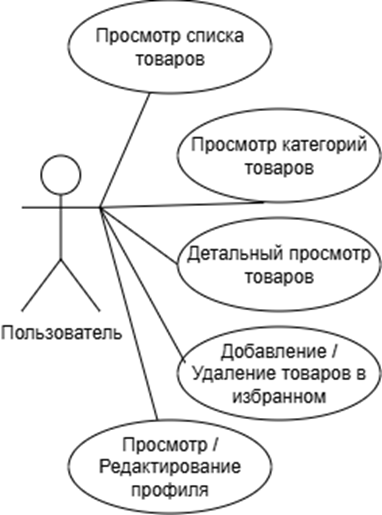 Просмотр списка
товаров
Просмотр категорий
товаров
Детальный просмотр
товаров
Пользователь
Добавление /
Удаление товаров в
избранном
Просмотр /
Редактирование
профиля